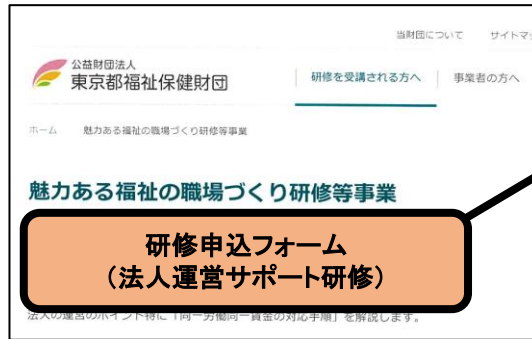 当財団について サイトマッ
公益財団法人
東京都福祉保健財団
研修を受講される方へ 事業者の方へ
ホーム 魅力ある福祉の職場づくり研修等事業
魅力ある福祉の職場づくり研修等事業
研修申込フォーム
（法人運営サポート研修）
法人の運営のポイント特に「同一労働同一賃金の対応手順」を解説します。